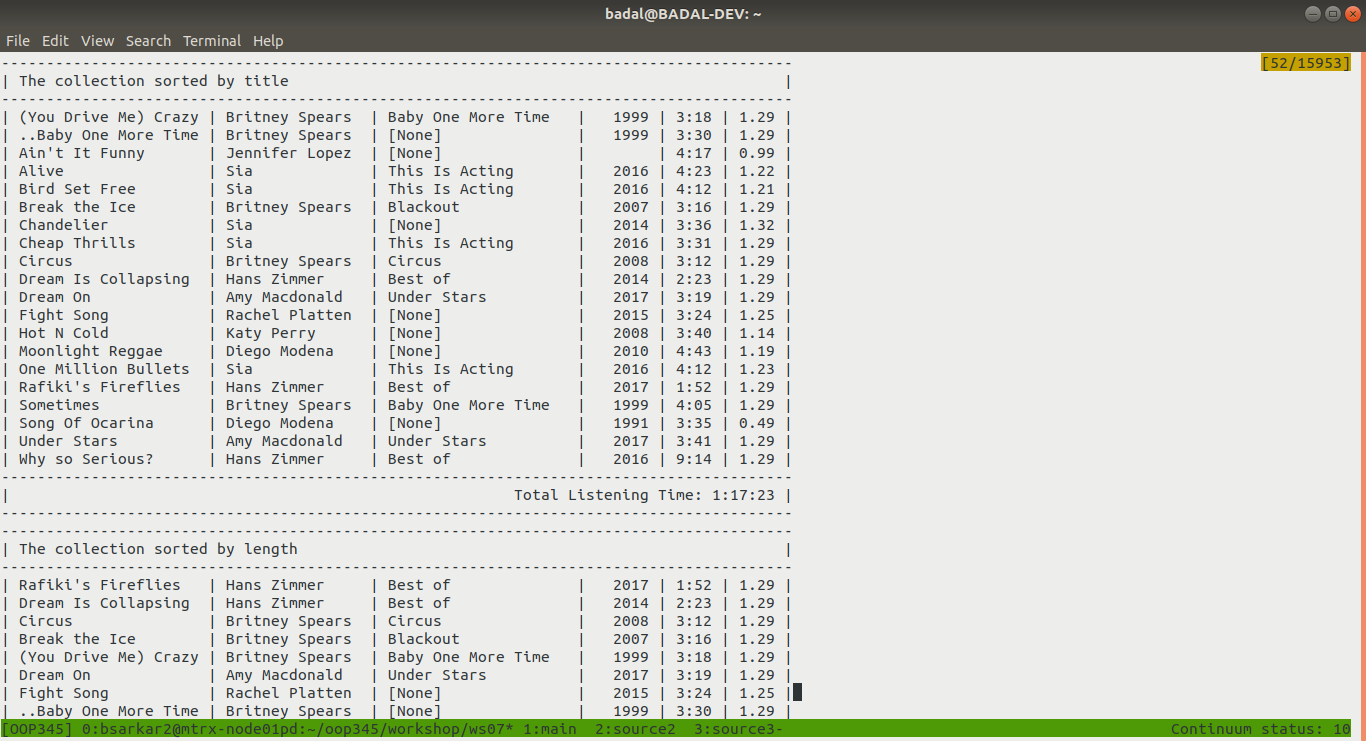 badal@BADAL-DEV: ~
File Edit View Search Terminal Help
---------------------------------------------------------------------------------------- [52/15953]
| The collection sorted by title                                                       |
----------------------------------------------------------------------------------------
| (You Drive Me) Crazy | Britney Spears  | Baby One More Time   |   1999 | 3:18 | 1.29 |
| ..Baby One More Time | Britney Spears  | [None]               |   1999 | 3:30 | 1.29 |
| Ain't It Funny       | Jennifer Lopez  | [None]               |        | 4:17 | 0.99 |
| Alive                | Sia             | This Is Acting       |   2016 | 4:23 | 1.22 |
| Bird Set Free        | Sia             | This Is Acting       |   2016 | 4:12 | 1.21 |
| Break the Ice        | Britney Spears  | Blackout             |   2007 | 3:16 | 1.29 |
| Chandelier           | Sia             | [None]               |   2014 | 3:36 | 1.32 |
| Cheap Thrills        | Sia             | This Is Acting       |   2016 | 3:31 | 1.29 |
| Circus               | Britney Spears  | Circus               |   2008 | 3:12 | 1.29 |
| Dream Is Collapsing  | Hans Zimmer     | Best of              |   2014 | 2:23 | 1.29 |
| Dream On             | Amy Macdonald   | Under Stars          |   2017 | 3:19 | 1.29 |
| Fight Song           | Rachel Platten  | [None]               |   2015 | 3:24 | 1.25 |
| Hot N Cold           | Katy Perry      | [None]               |   2008 | 3:40 | 1.14 |
| Moonlight Reggae     | Diego Modena    | [None]               |   2010 | 4:43 | 1.19 |
| One Million Bullets  | Sia             | This Is Acting       |   2016 | 4:12 | 1.23 |
| Rafiki's Fireflies   | Hans Zimmer     | Best of              |   2017 | 1:52 | 1.29 |
| Sometimes            | Britney Spears  | Baby One More Time   |   1999 | 4:05 | 1.29 |
| Song Of Ocarina      | Diego Modena    | [None]               |   1991 | 3:35 | 0.49 |
| Under Stars          | Amy Macdonald   | Under Stars          |   2017 | 3:41 | 1.29 |
| Why so Serious?      | Hans Zimmer     | Best of              |   2016 | 9:14 | 1.29 |
----------------------------------------------------------------------------------------
|                                                        Total Listening Time: 1:17:23 |
----------------------------------------------------------------------------------------
----------------------------------------------------------------------------------------
| The collection sorted by length                                                      |
----------------------------------------------------------------------------------------
| Rafiki's Fireflies   | Hans Zimmer     | Best of              |   2017 | 1:52 | 1.29 |
| Dream Is Collapsing  | Hans Zimmer     | Best of              |   2014 | 2:23 | 1.29 |
| Circus               | Britney Spears  | Circus               |   2008 | 3:12 | 1.29 |
| Break the Ice        | Britney Spears  | Blackout             |   2007 | 3:16 | 1.29 |
| (You Drive Me) Crazy | Britney Spears  | Baby One More Time   |   1999 | 3:18 | 1.29 |
| Dream On             | Amy Macdonald   | Under Stars          |   2017 | 3:19 | 1.29 |
| Fight Song           | Rachel Platten  | [None]               |   2015 | 3:24 | 1.25 |
| ..Baby One More Time | Britney Spears  | [None]               |   1999 | 3:30 | 1.29 |
[OOP345] 0:bsarkar2@mtrx-node01pd:~/oop345/workshop/ws07* 1:main  2:source2  3:source3- Continuum status: 10